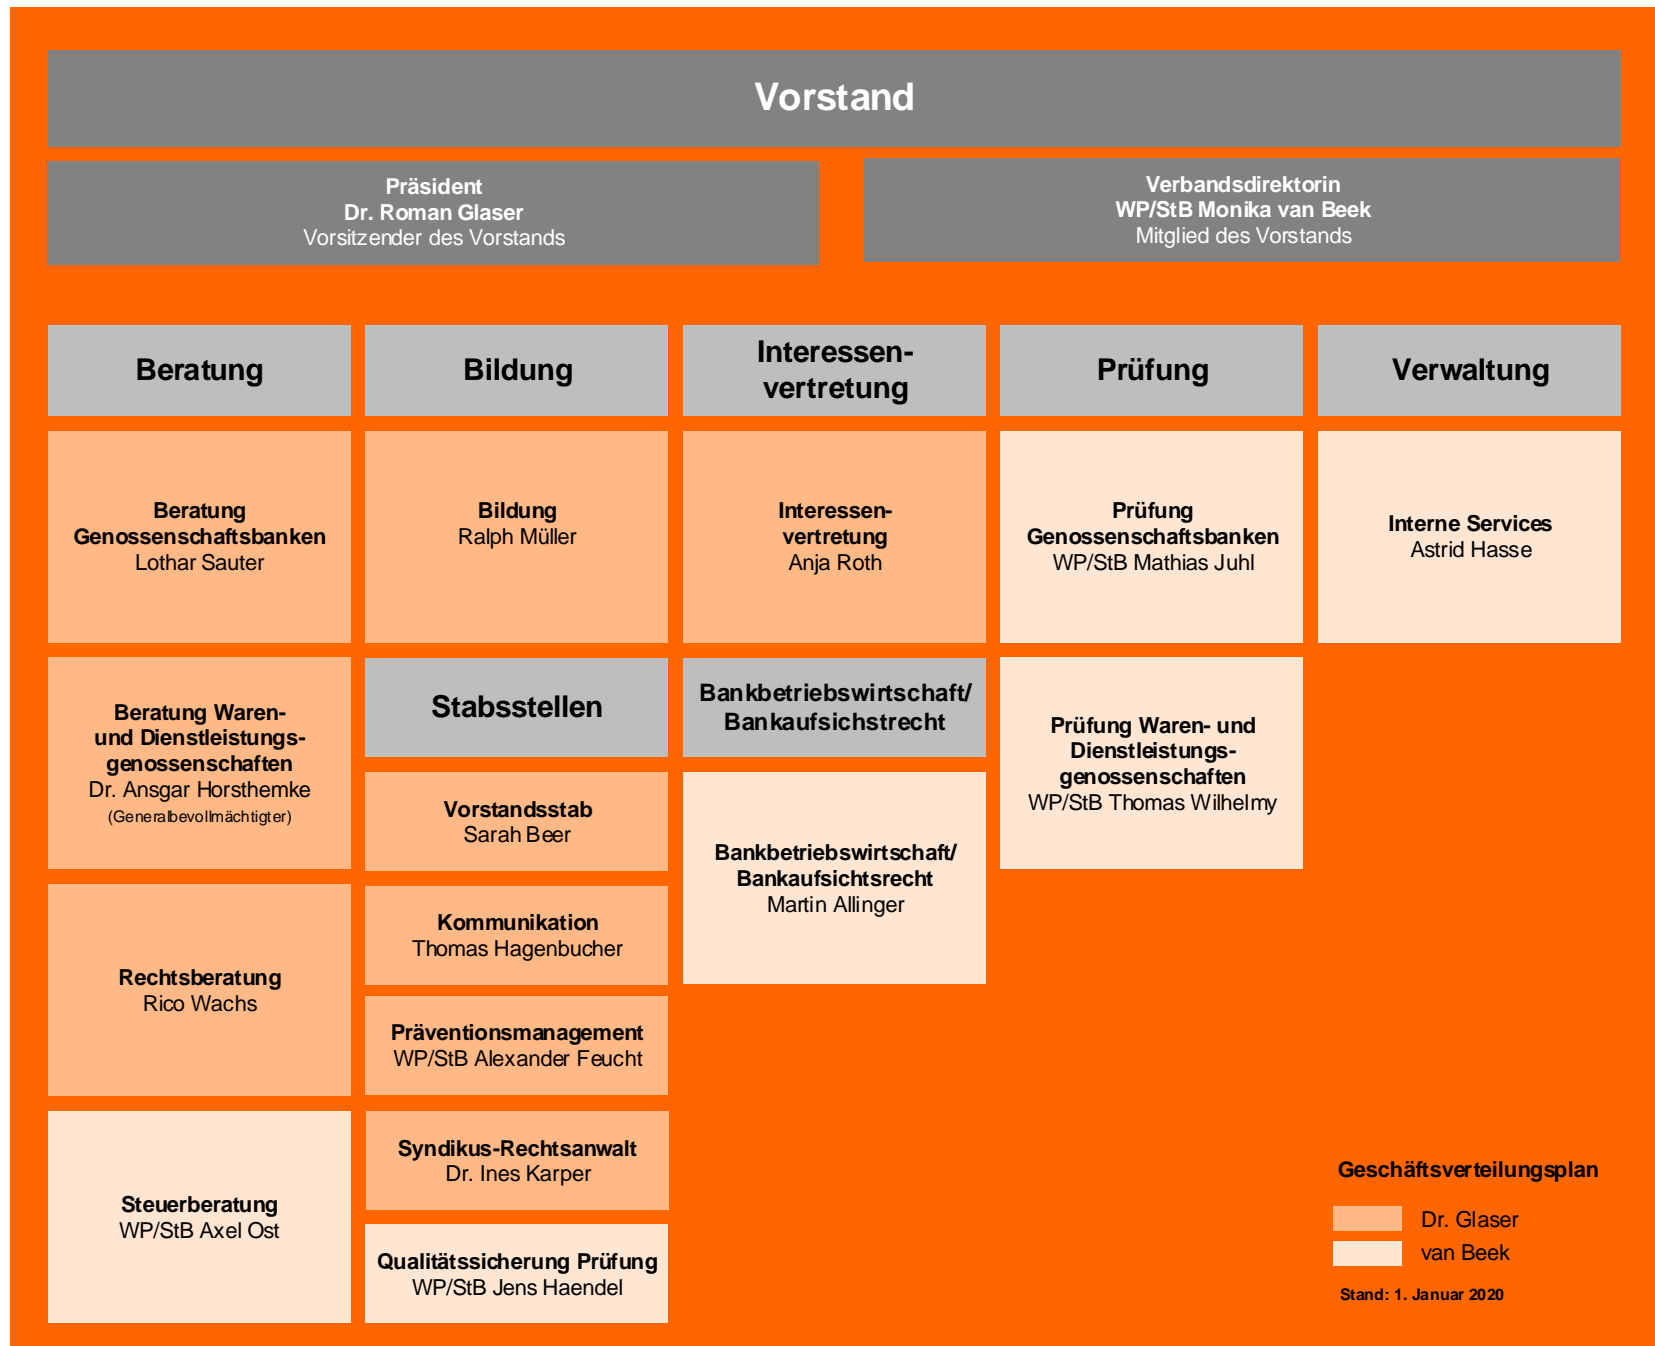 Vorstand
Präsident
Dr. Roman Glaser
Vorsitzender des Vorstands
Verbandsdirektorin
WP/StB Monika van Beek
Mitglied des Vorstands
Beratung
Bildung
Interessen-
vertretung
Prüfung
Verwaltung
Beratung
Genossenschaftsbanken
Lothar Sauter
Bildung
Ralph Müller
Interessen-
vertretung
Anja Roth
Prüfung
Genossenschaftsbanken
WP/StB Mathias Juhl
Interne Services
Astrid Hasse
Beratung Waren-
und Dienstleistungs-
genossenschaften
Dr. Ansgar Horsthemke
(Generalbevollmächtigter)
Stabsstellen
Bankbetriebswirtschaft/
Bankaufsichstrecht
Prüfung Waren- und
Dienstleistungs-
genossenschaften
WP/StB Thomas Wilhelmy
Vorstandsstab
Sarah Beer
Bankbetriebswirtschaft/
Bankaufsichtsrecht
Martin Allinger
Kommunikation
Thomas Hagenbucher
Rechtsberatung
Rico Wachs
Präventionsmanagement
WP/StB Alexander Feucht
Syndikus-Rechtsanwalt
Dr. Ines Karper
Steuerberatung
WP/StB Axel Ost
Qualitätssicherung Prüfung
WP/StB Jens Haendel
Geschäftsverteilungsplan
Dr. Glaser
van Beek
Stand: 1. Januar 2020